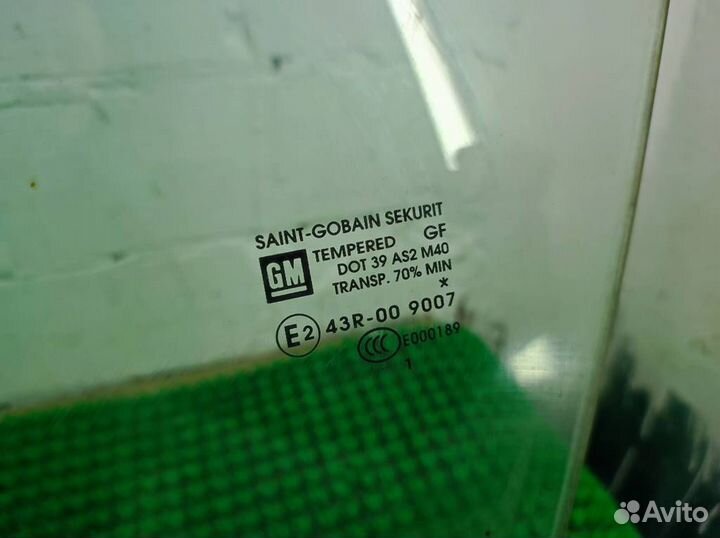 SAINT-GOBAIN SEKURIT
GM TEMPERED GF
DOT 39 AS2 M40
TRANSP. 70% MIN
*
E2 43R-00 9007
CCC E000189
1
Avito